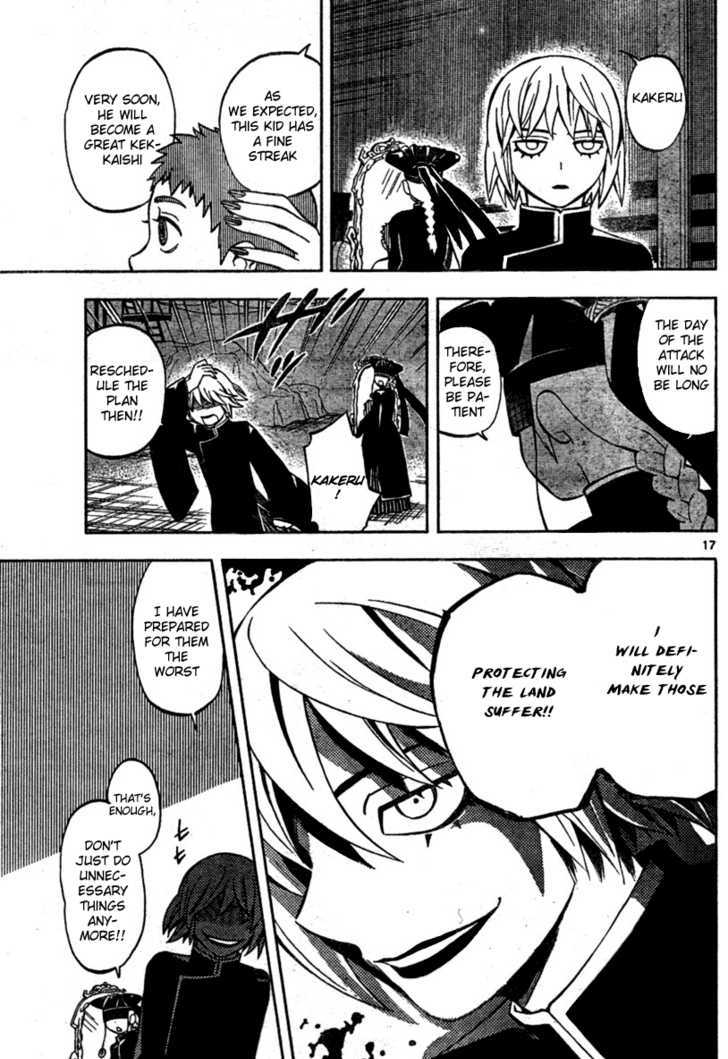 KAKERU
AS
WE EXPECTED,
THIS KID HAS
A FINE
STREAK
VERY SOON,
HE WILL
BECOME A
GREAT KEK-
KAISHI
THE DAY
OF THE
ATTACK
WILL NO
BE LONG
THERE-
FORE,
PLEASE
BE PA-
TIENT
KAKERU
!
RESCHED-
ULE THE
PLAN
THEN!!
17
I
WILL DEFI-
NITELY
MAKE THOSE
PROTECTING
THE LAND
SUFFER!!
I HAVE
PREPARED
FOR THEM
THE
WORST
THAT'S
ENOUGH,
DON'T
JUST DO
UNNEC-
ESSARY
THINGS
ANY-
MORE!!